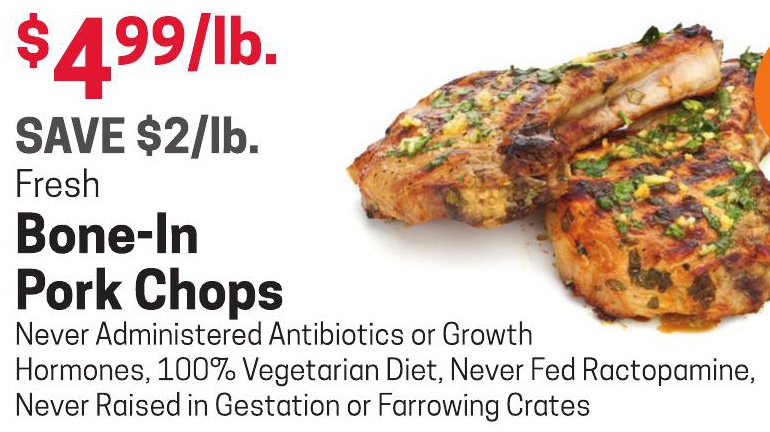 $4.99/lb.
SAVE $2/lb.
Fresh
Bone-In
Pork Chops
Never Administered Antibiotics or Growth
Hormones, 100% Vegetarian Diet, Never Fed Ractopamine,
Never Raised in Gestation or Farrowing Crates